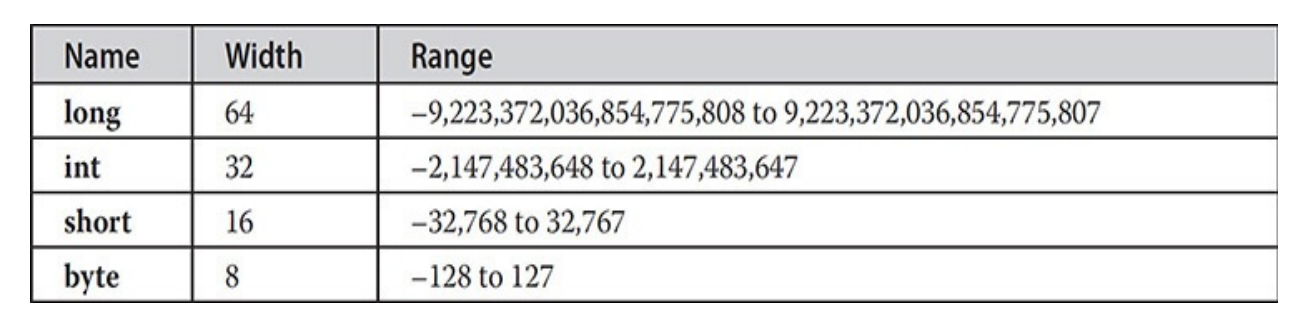 Name Width Range
long 64 –9,223,372,036,854,775,808 to 9,223,372,036,854,775,807
int 32 –2,147,483,648 to 2,147,483,647
short 16 –32,768 to 32,767
byte 8 –128 to 127